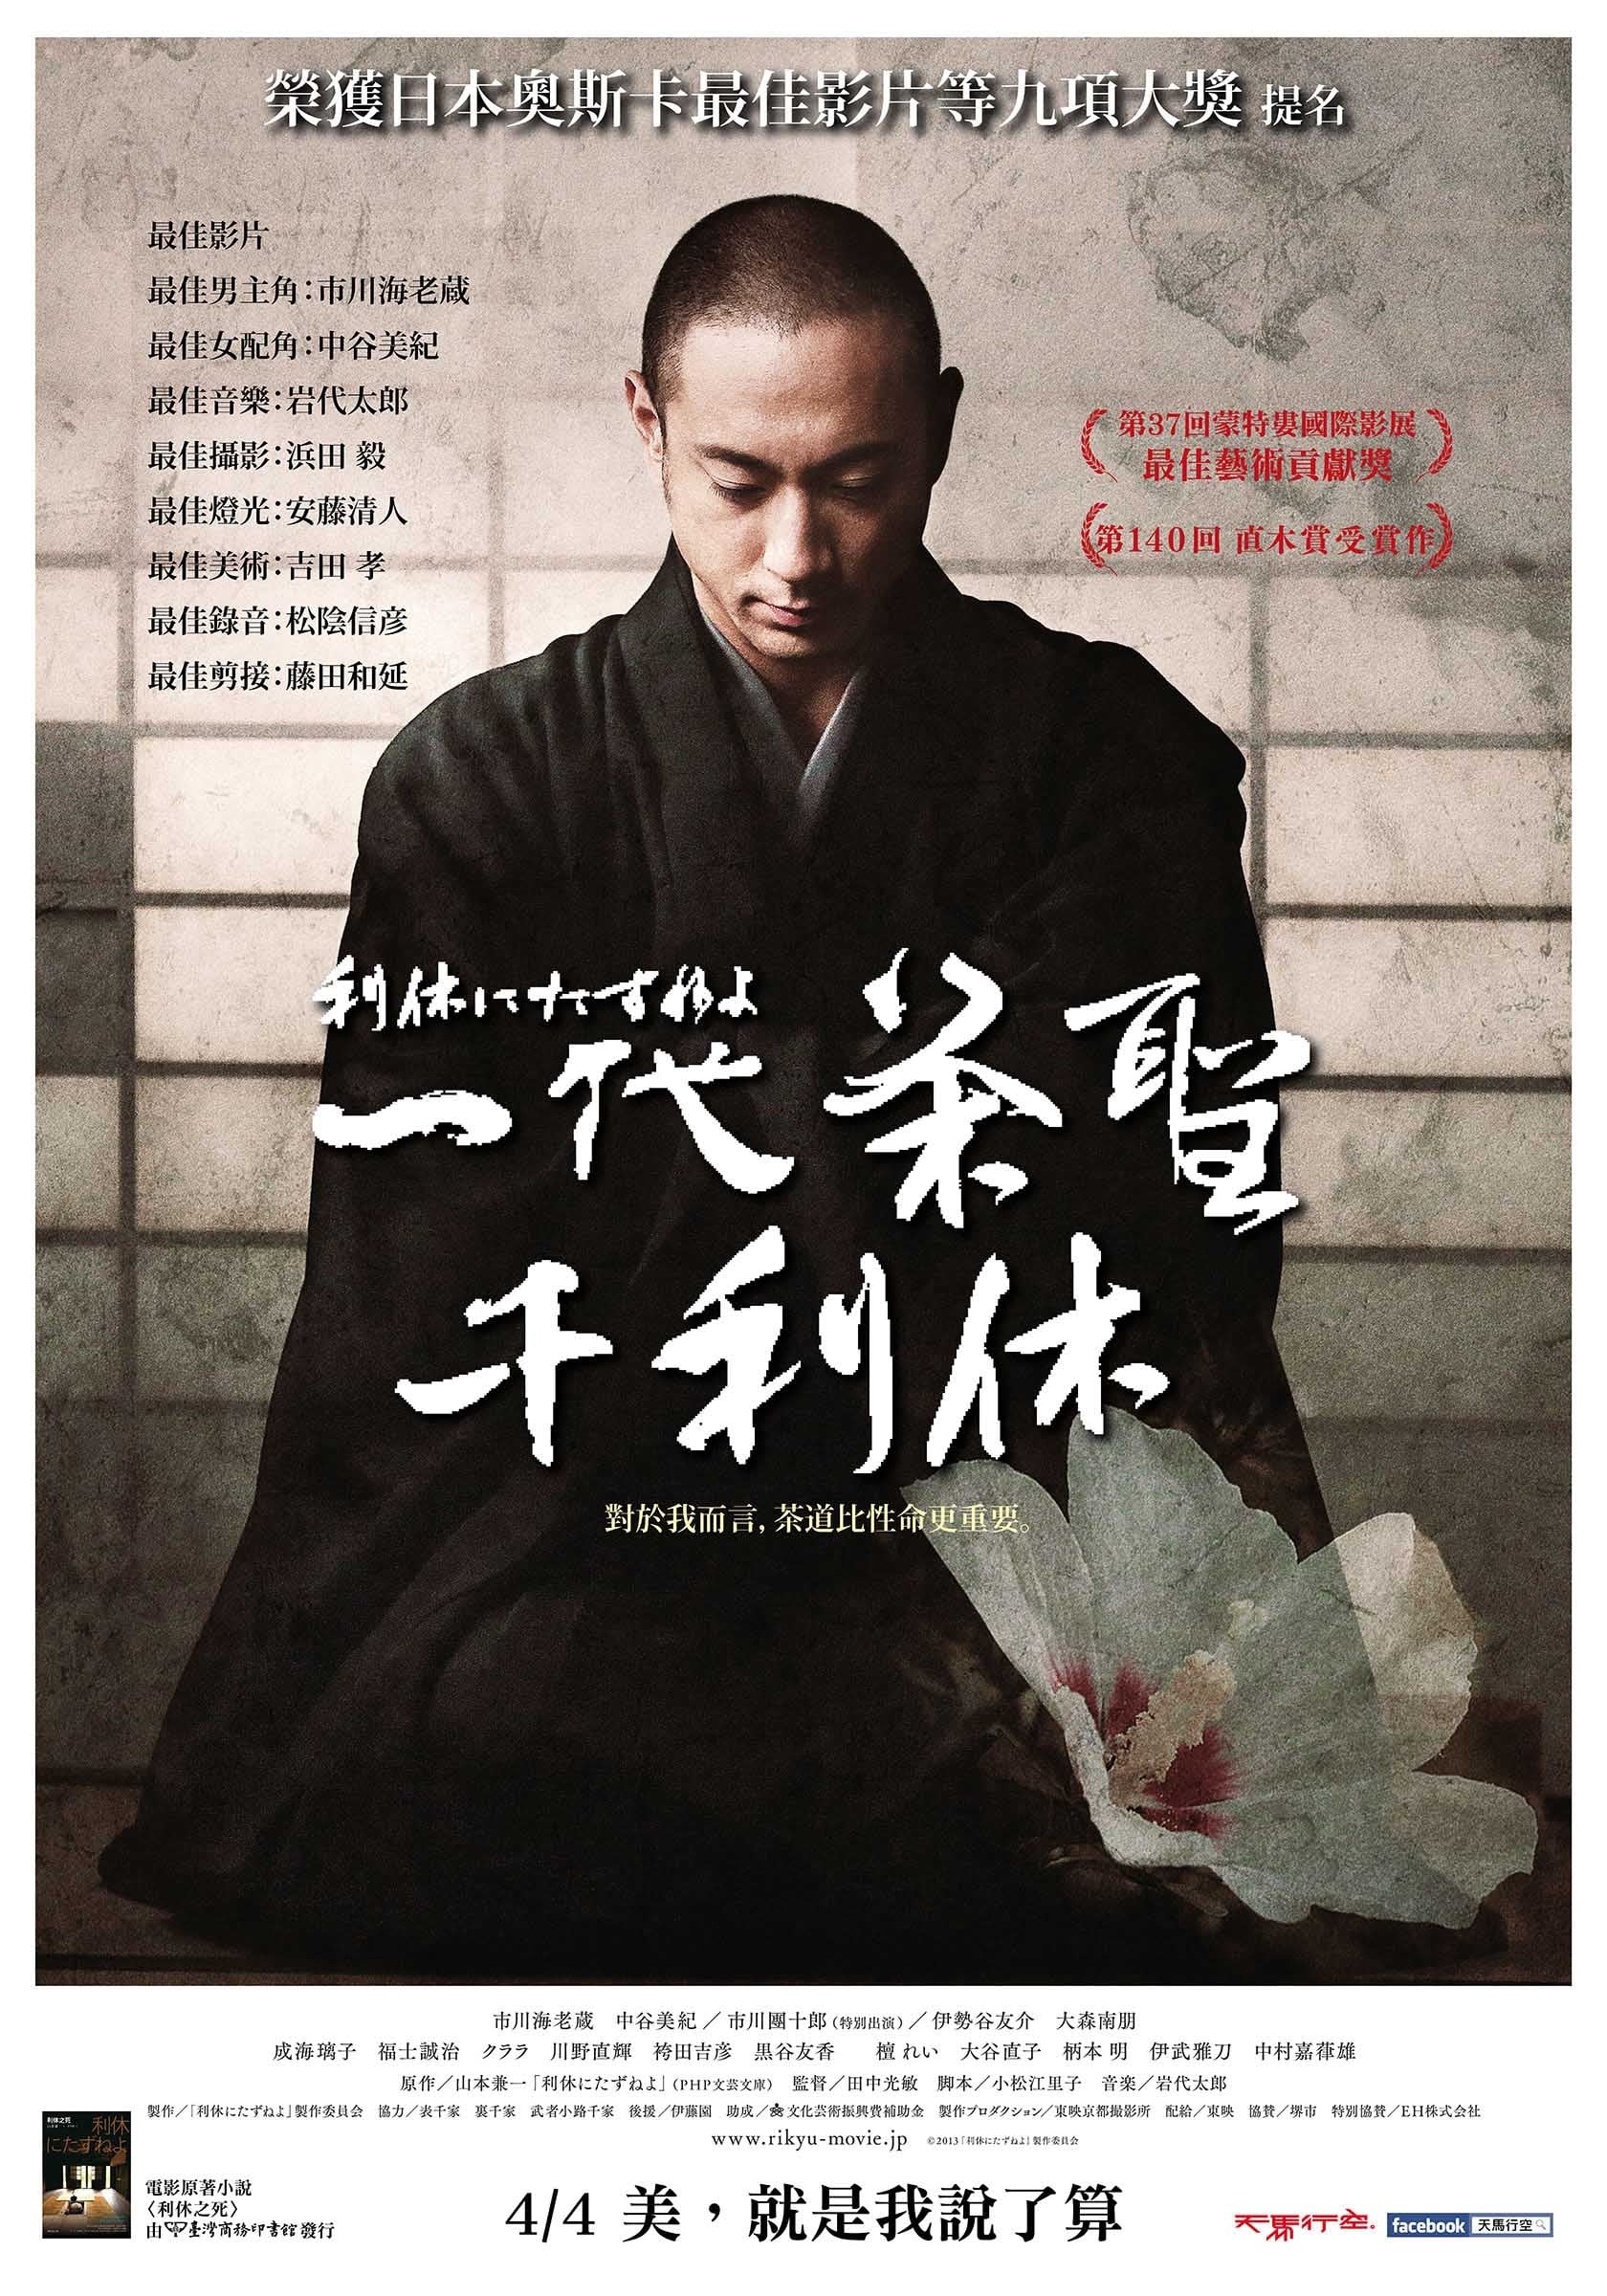 榮獲日本奧斯卡最佳影片等九項大獎 提名
最佳影片
最佳男主角：市川海老蔵
最佳女配角：中谷美紀
最佳音樂：岩代太郎
最佳攝影：浜田 毅
最佳燈光：安藤清人
最佳美術：吉田 孝
最佳錄音：松陰信彦
最佳剪接：藤田和延
第37回蒙特婁國際影展
最佳藝術貢獻獎
第140回 直木賞受賞作
利休にたずねよ
一代茶聖
千利休
對於我而言，茶道比性命更重要。
市川海老蔵　中谷美紀／市川團十郎（特別出演）／伊勢谷友介　大森南朋
成海璃子　福士誠治　クララ　川野直輝　袴田吉彦　黒谷友香　　檀 れい　大谷直子　柄本 明　伊武雅刀　中村嘉葎雄
原作／山本兼一「利休にたずねよ」（PHP文芸文庫）　監督／田中光敏　脚本／小松江里子　音楽／岩代太郎
製作／「利休にたずねよ」製作委員会　協力／表千家　裏千家　武者小路千家　後援／伊藤園　助成／文化芸術振興費補助金　製作プロダクション／東映京都撮影所　配給／東映　協賛／堺市　特別協賛／EH株式会社
www.rikyu-movie.jp　©2013「利休にたずねよ」製作委員会
利休之死
利休
にたずねよ
電影原著小說
〈利休之死〉
由臺灣商務印書館發行
4/4 美，就是我說了算
天馬行空
facebook 天馬行空